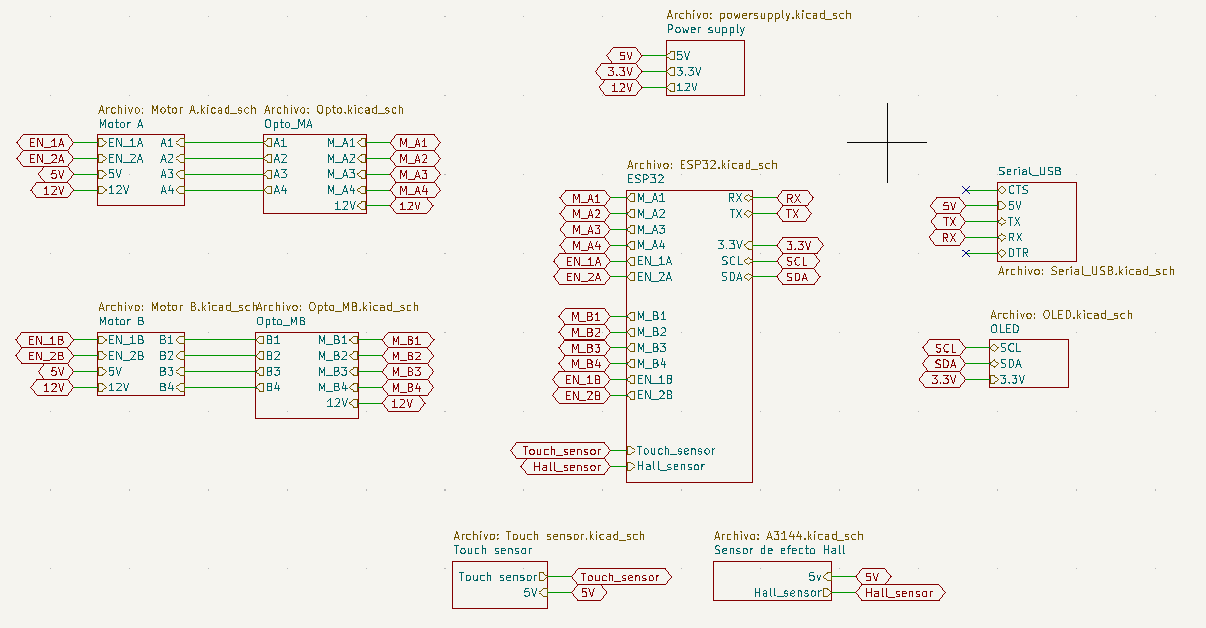 Archivo: powersupply.kicad_sch
Power supply
5V 5V
3.3V 3.3V
12V 12V
Archivo: Motor A.kicad_sch
Motor A
EN_1A EN_1A A1
EN_2A EN_2A A2
5V 5V A3
12V 12V A4
Archivo: Opto.kicad_sch
Opto_MA
A1 M_A1 M_A1
A2 M_A2 M_A2
A3 M_A3 M_A3
A4 M_A4 M_A4
12V 12V
Archivo: ESP32.kicad_sch
ESP32
M_A1 M_A1 RX RX
M_A2 M_A2 TX TX
M_A3 M_A3
M_A4 M_A4 3.3V 3.3V
EN_1A EN_1A SCL SCL
EN_2A EN_2A SDA SDA
M_B1 M_B1
M_B2 M_B2
M_B3 M_B3
M_B4 M_B4
EN_1B EN_1B
EN_2B EN_2B
Touch_sensor Touch_sensor
Hall_sensor Hall_sensor
Serial_USB
CTS
5V 5V
TX TX
RX RX
DTR
Archivo: Serial_USB.kicad_sch
Archivo: Motor B.kicad_sch
Motor B
EN_1B EN_1B B1
EN_2B EN_2B B2
5V 5V B3
12V 12V B4
Archivo: Opto_MB.kicad_sch
Opto_MB
B1 M_B1 M_B1
B2 M_B2 M_B2
B3 M_B3 M_B3
B4 M_B4 M_B4
12V 12V
Archivo: OLED.kicad_sch
OLED
SCL SCL
SDA SDA
3.3V 3.3V
Archivo: Touch sensor.kicad_sch
Touch sensor
Touch sensor Touch_sensor
5V 5V
Archivo: A3144.kicad_sch
Sensor de efecto Hall
5v 5V
Hall_sensor Hall_sensor